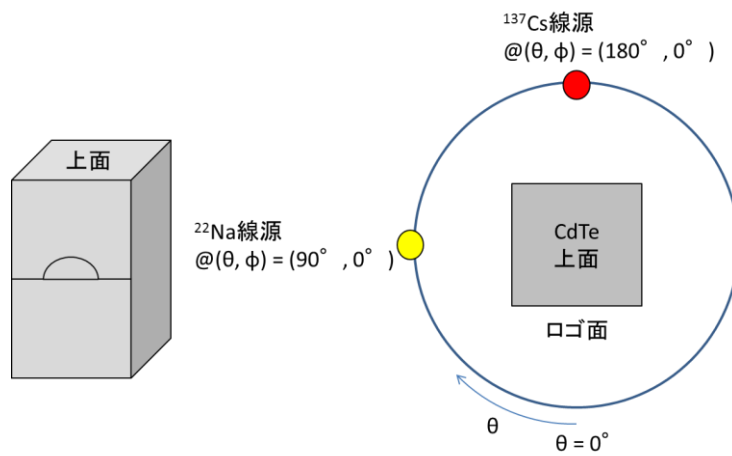 上面
¹³⁷Cs線源
@(θ, φ) = (180°, 0°)
²²Na線源
@(θ, φ) = (90°, 0°)
CdTe
上面
ロゴ面
θ
θ = 0°